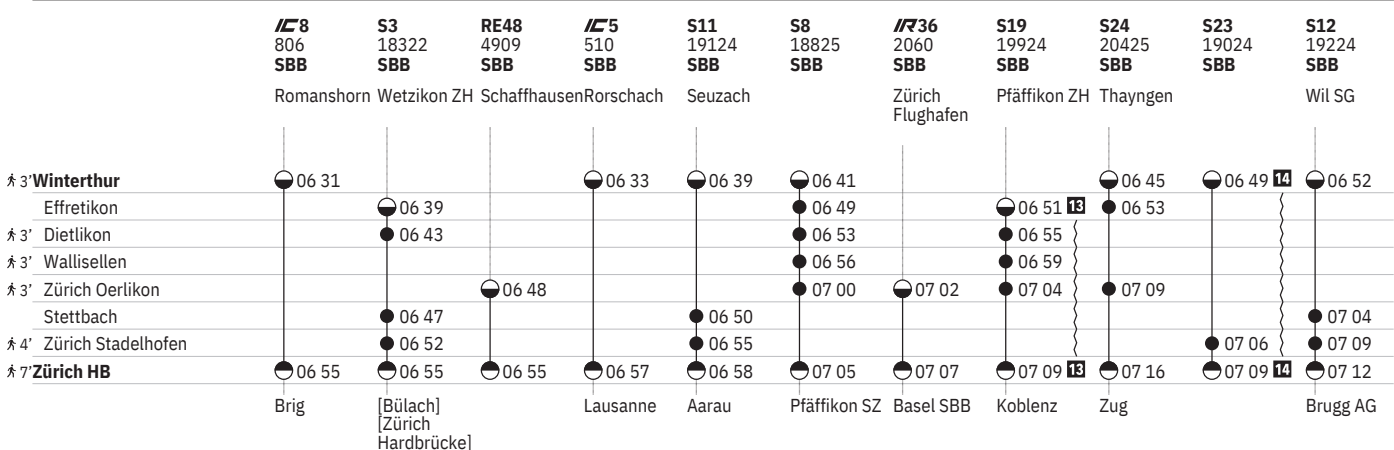 IC 8 S3 RE48 IC 5 S11 S8 IR 36 S19 S24 S23 S12
806 18322 4909 510 19124 18825 2060 19924 20425 19024 19224
SBB SBB SBB SBB SBB SBB SBB SBB SBB SBB SBB
Romanshorn Wetzikon ZH Schaffhausen Rorschach Seuzach Zürich Pfäffikon ZH Thayngen Wil SG
Flughafen
3' Winterthur 06 31 06 33 06 39 06 41 06 45 06 49 14 06 52
Effretikon 06 39 06 49 06 51 13 06 53
3' Dietlikon 06 43 06 53 06 55
3' Wallisellen 06 56 06 59
3' Zürich Oerlikon 06 48 07 00 07 02 07 04 07 09
Stettbach 06 47 06 50 07 04
4' Zürich Stadelhofen 06 52 06 55 07 06 07 09
7' Zürich HB 06 55 06 55 06 55 06 57 06 58 07 05 07 07 07 09 13 07 16 07 09 14 07 12
Brig [Bülach] Lausanne Aarau Pfäffikon SZ Basel SBB Koblenz Zug Brugg AG
[Zürich
Hardbrücke]